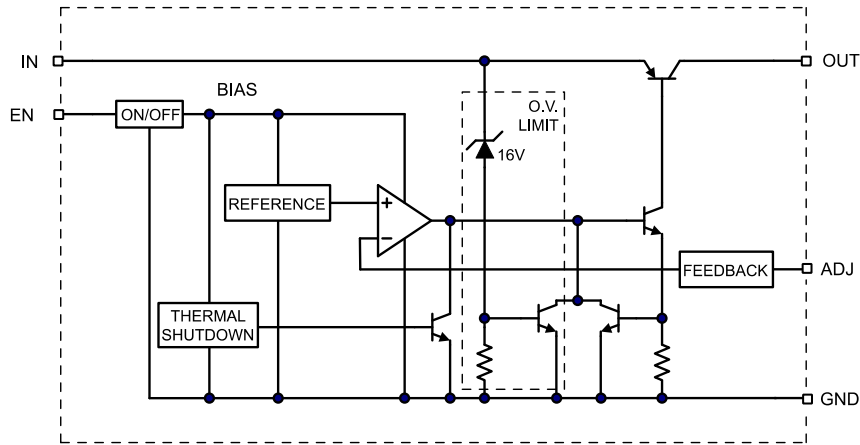 IN
OUT
BIAS
EN
ON/OFF
O.V.
LIMIT
16V
REFERENCE
+
−
FEEDBACK
ADJ
THERMAL
SHUTDOWN
GND